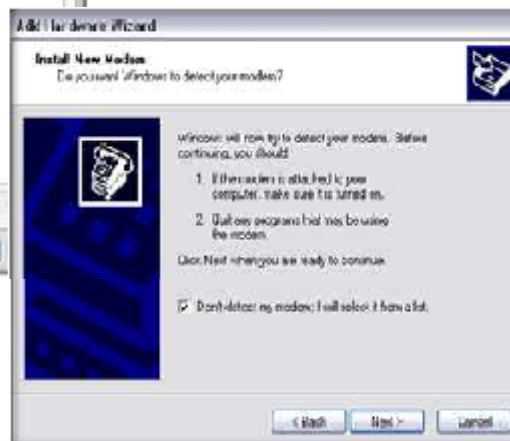 Add Hardware Wizard
Install New Modem
Do you want Windows to detect your modem?
Windows will now try to detect your modem. Before
continuing, you should:
1. If the modem is attached to your
computer, make sure it is turned on.
2. Quit any programs that may be using
the modem.
Click Next when you are ready to continue.
Don't detect my modem; I will select it from a list.
< Back
Next >
Cancel